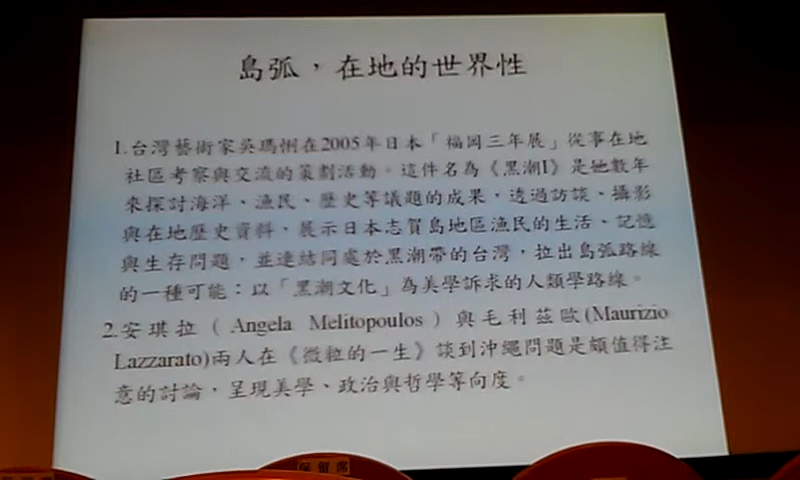 島弧，在地的世界性
1.台灣藝術家吳瑪悧在2005年日本「福岡三年展」從事在地
社區考察與交流的策劃活動。這件名為《黑潮I》是她數年
來探討海洋、漁民、歷史等議題的成果，透過訪談、攝影
與在地歷史資料，展示日本志賀島地區漁民的生活、記憶
與生存問題，並連結同處於黑潮帶的台灣，拉出島弧路線
的一種可能：以「黑潮文化」為美學訴求的人類學路線。
2.安琪拉（Angela Melitopoulos）與毛利茲歐(Maurizio
Lazzarato)兩人在《微粒的一生》談到沖繩問題是頗值得注
意的討論，呈現美學、政治與哲學等向度。
保留席